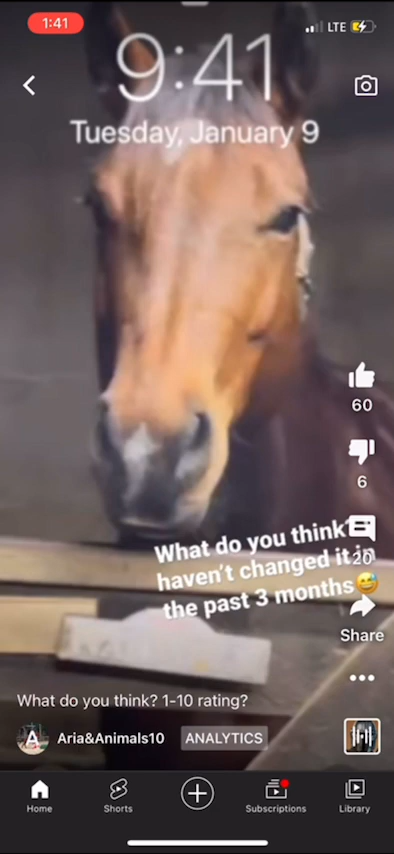 1:41
LTE
9:41
Tuesday, January 9
60
6
What do you think
haven't changed it in
the past 3 months😅
20
Share
What do you think? 1-10 rating?
A Aria&Animals10 ANALYTICS
Home Shorts Subscriptions Library